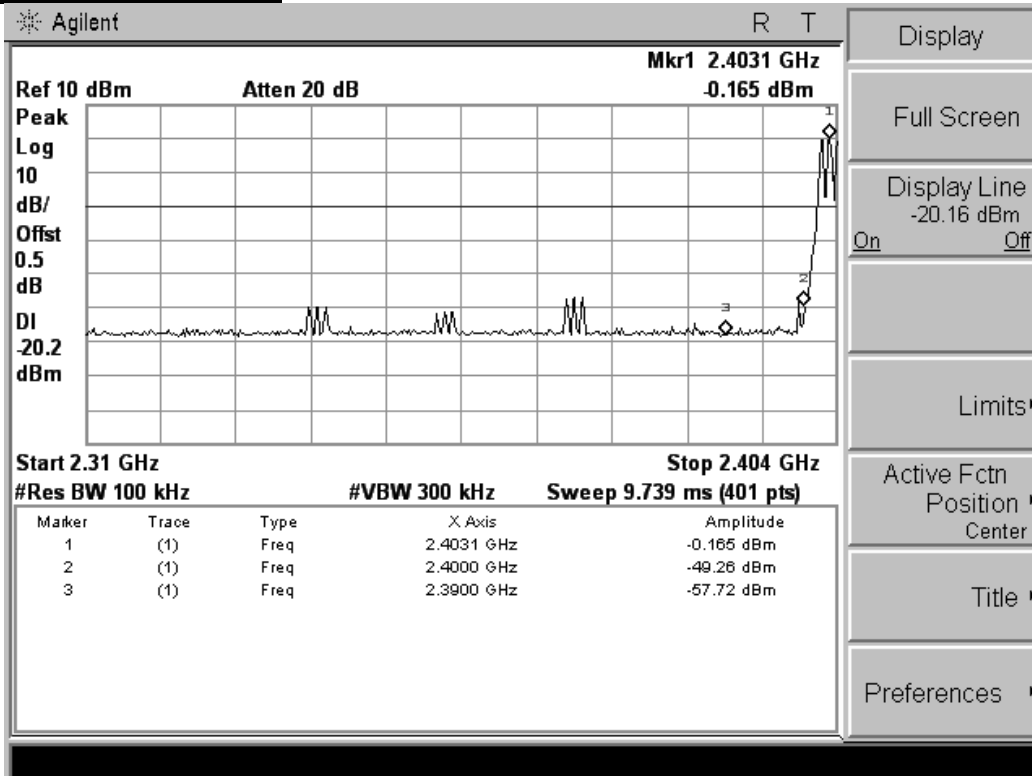 Agilent R T
Mkr1 2.4031 GHz
Ref 10 dBm Atten 20 dB -0.165 dBm
Peak
Log
10
dB/
Offst
0.5
dB
DI
-20.2
dBm
1
2
3
Start 2.31 GHz Stop 2.404 GHz
#Res BW 100 kHz #VBW 300 kHz Sweep 9.739 ms (401 pts)
Marker Trace Type X Axis Amplitude
1 (1) Freq 2.4031 GHz -0.165 dBm
2 (1) Freq 2.4000 GHz -49.26 dBm
3 (1) Freq 2.3900 GHz -57.72 dBm
Display
Full Screen
Display Line
-20.16 dBm
On Off
Limits
Active Fctn
Position
Center
Title
Preferences